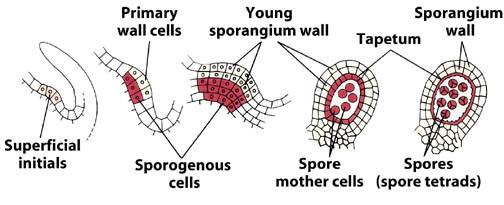 Primary
wall cells
Young
sporangium wall
Tapetum
Sporangium
wall
Superficial
initials
Sporogenous
cells
Spore
mother cells
Spores
(spore tetrads)